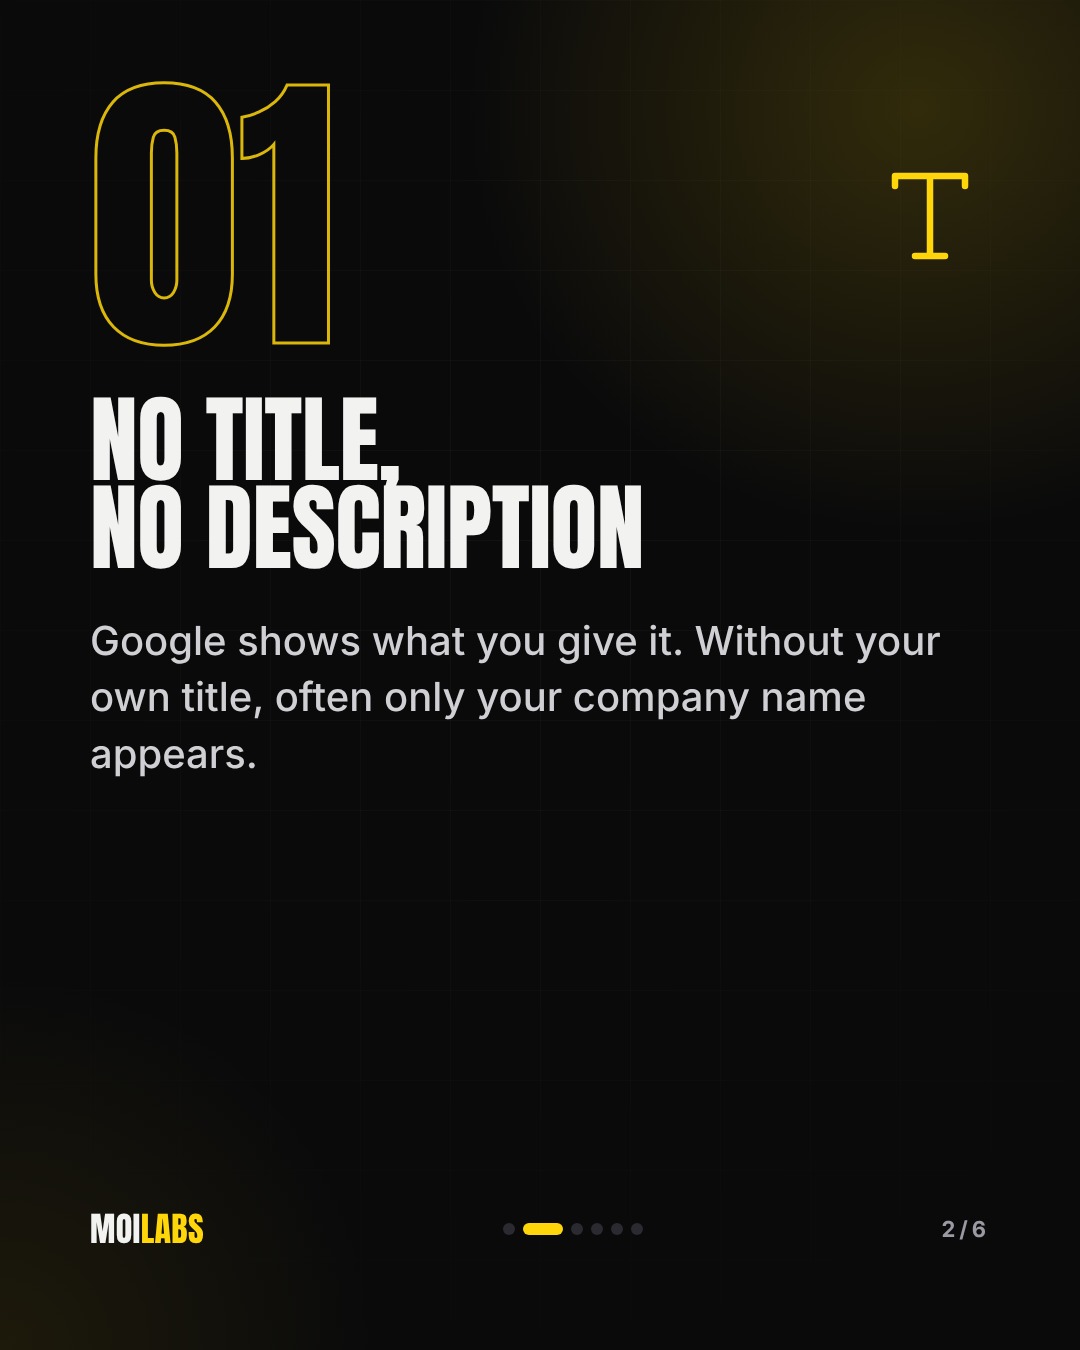 01
T
NO TITLE,
NO DESCRIPTION
Google shows what you give it. Without your
own title, often only your company name
appears.
MOILABS
2/6